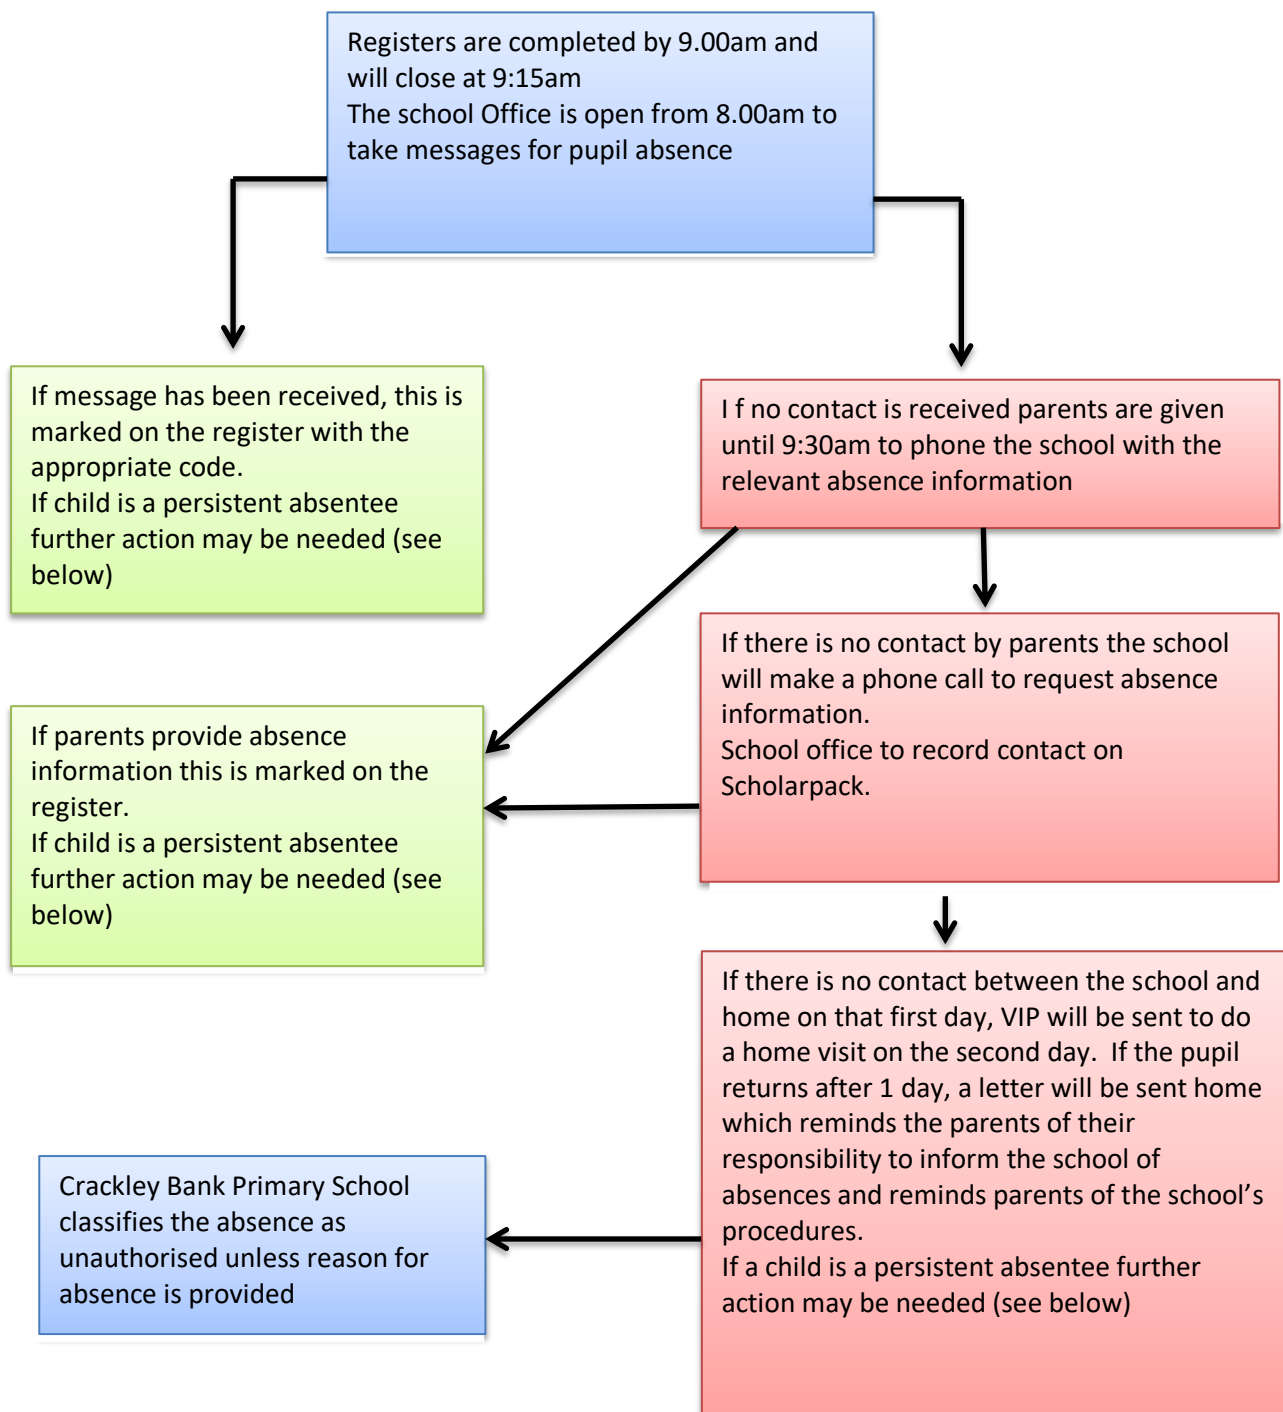 Registers are completed by 9.00am and
will close at 9:15am
The school Office is open from 8.00am to
take messages for pupil absence
If message has been received, this is
marked on the register with the
appropriate code.
If child is a persistent absentee
further action may be needed (see
below)
I f no contact is received parents are given
until 9:30am to phone the school with the
relevant absence information
If there is no contact by parents the school
will make a phone call to request absence
information.
School office to record contact on
Scholarpack.
If parents provide absence
information this is marked on the
register.
If child is a persistent absentee
further action may be needed (see
below)
If there is no contact between the school and
home on that first day, VIP will be sent to do
a home visit on the second day.  If the pupil
returns after 1 day, a letter will be sent home
which reminds the parents of their
responsibility to inform the school of
absences and reminds parents of the school’s
procedures.
If a child is a persistent absentee further
action may be needed (see below)
Crackley Bank Primary School
classifies the absence as
unauthorised unless reason for
absence is provided